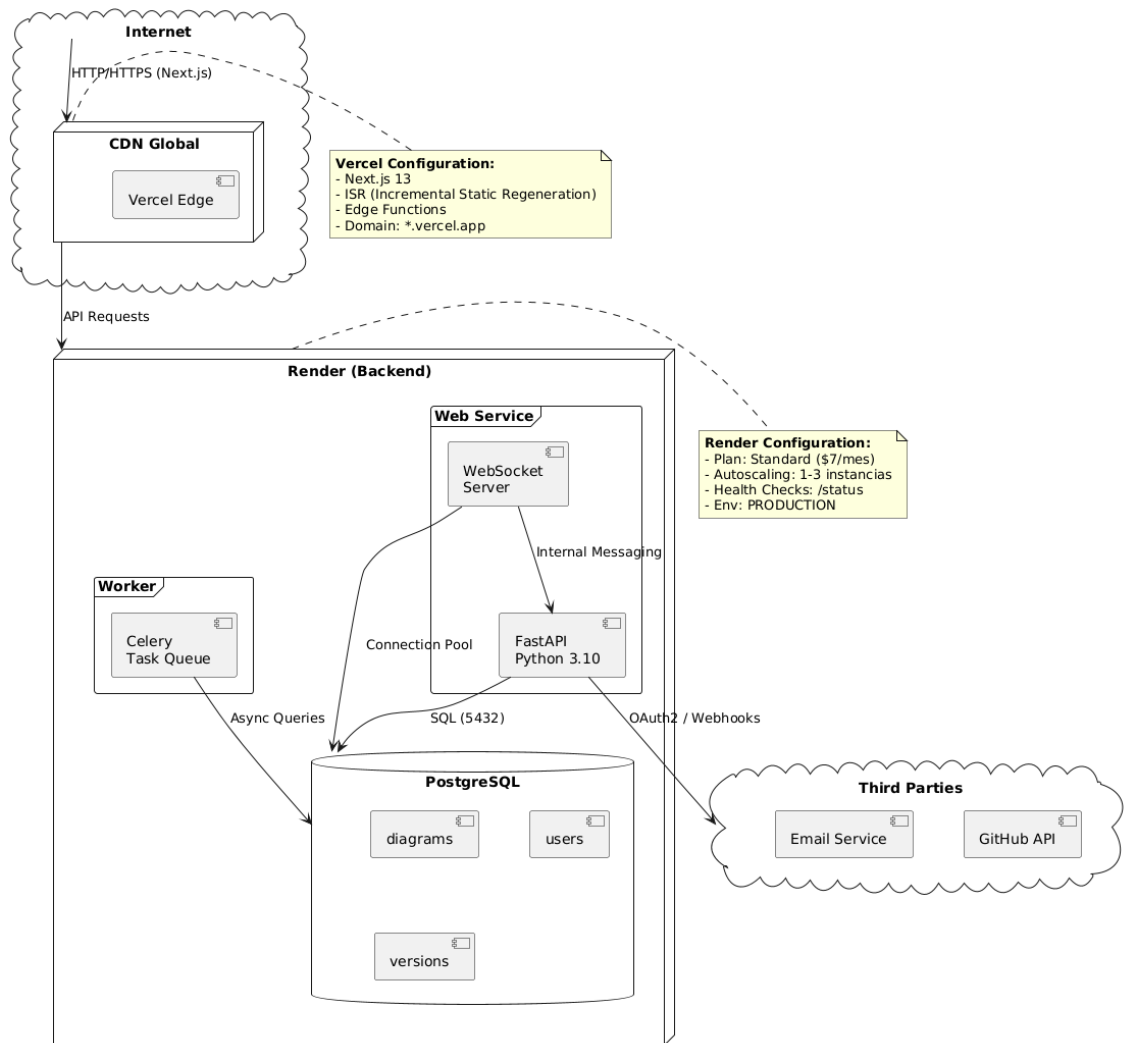 Internet
HTTP/HTTPS (Next.js)
CDN Global
Vercel Edge
Vercel Configuration:
- Next.js 13
- ISR (Incremental Static Regeneration)
- Edge Functions
- Domain: *.vercel.app
API Requests
Render (Backend)
Web Service
WebSocket
Server
Render Configuration:
- Plan: Standard ($7/mes)
- Autoscaling: 1-3 instancias
- Health Checks: /status
- Env: PRODUCTION
Internal Messaging
Worker
Celery
Task Queue
Connection Pool
FastAPI
Python 3.10
Async Queries
SQL (5432)
OAuth2 / Webhooks
PostgreSQL
diagrams
users
versions
Third Parties
Email Service
GitHub API